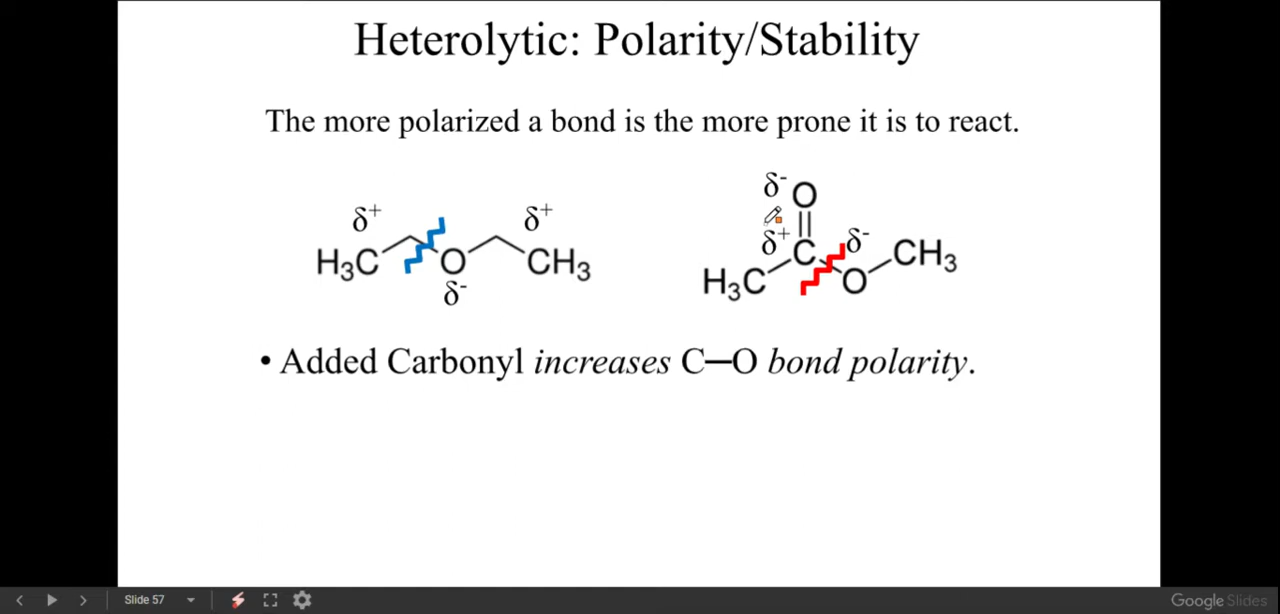 Heterolytic: Polarity/Stability
The more polarized a bond is the more prone it is to react.
δ⁺ δ⁺
H₃C O CH₃
δ⁻
δ⁻ O
δ⁺ C δ⁻ CH₃
H₃C O
• Added Carbonyl increases C—O bond polarity.
Slide 57
Google Slides